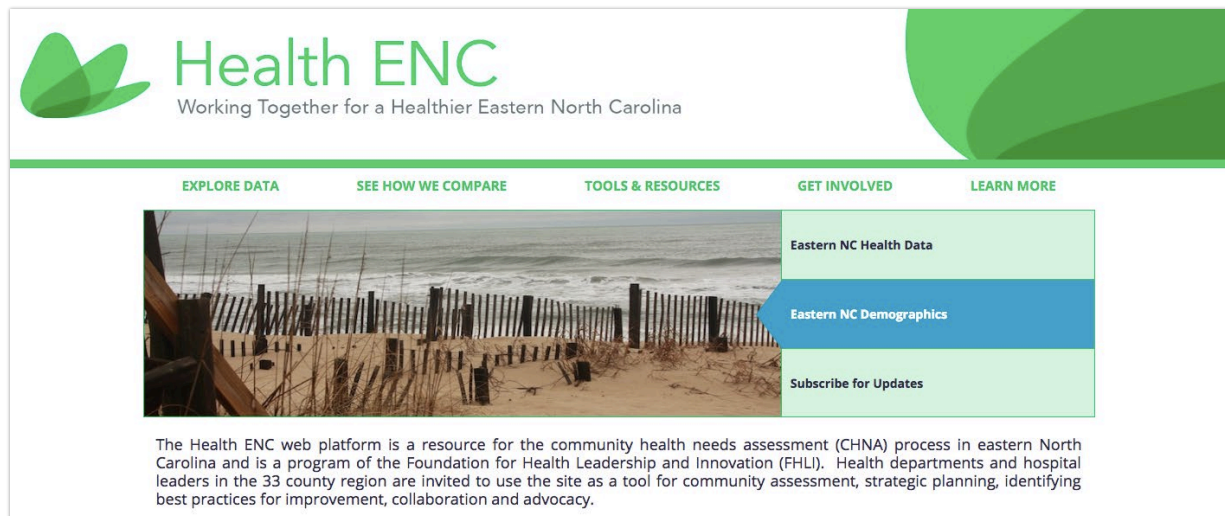 Health ENC
Working Together for a Healthier Eastern North Carolina
EXPLORE DATA SEE HOW WE COMPARE TOOLS & RESOURCES GET INVOLVED LEARN MORE
Eastern NC Health Data
Eastern NC Demographics
Subscribe for Updates
The Health ENC web platform is a resource for the community health needs assessment (CHNA) process in eastern North
Carolina and is a program of the Foundation for Health Leadership and Innovation (FHLI). Health departments and hospital
leaders in the 33 county region are invited to use the site as a tool for community assessment, strategic planning, identifying
best practices for improvement, collaboration and advocacy.